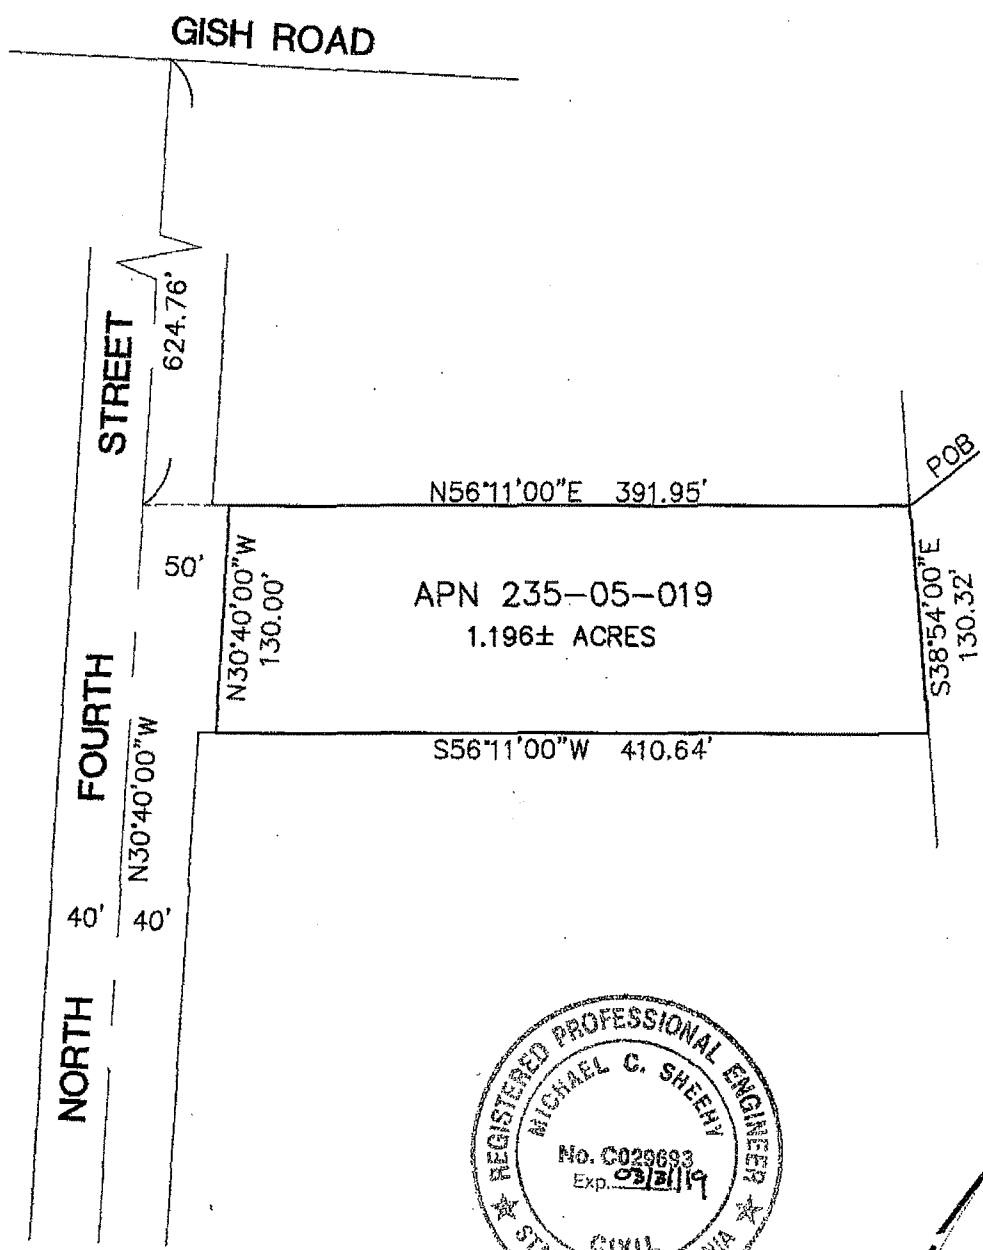 GISH ROAD
624.76'
STREET
POB
N56°11'00"E 391.95'
50'
N30°40'00"W
130.00'
APN 235-05-019
1.196± ACRES
S38°54'00"E
130.32'
FOURTH
N30°40'00"W
S56°11'00"W 410.64'
40' 40'
NORTH
REGISTERED PROFESSIONAL ENGINEER
MICHAEL C. SHEEHY
No. C029693
Exp. 03/31/19
CIVIL